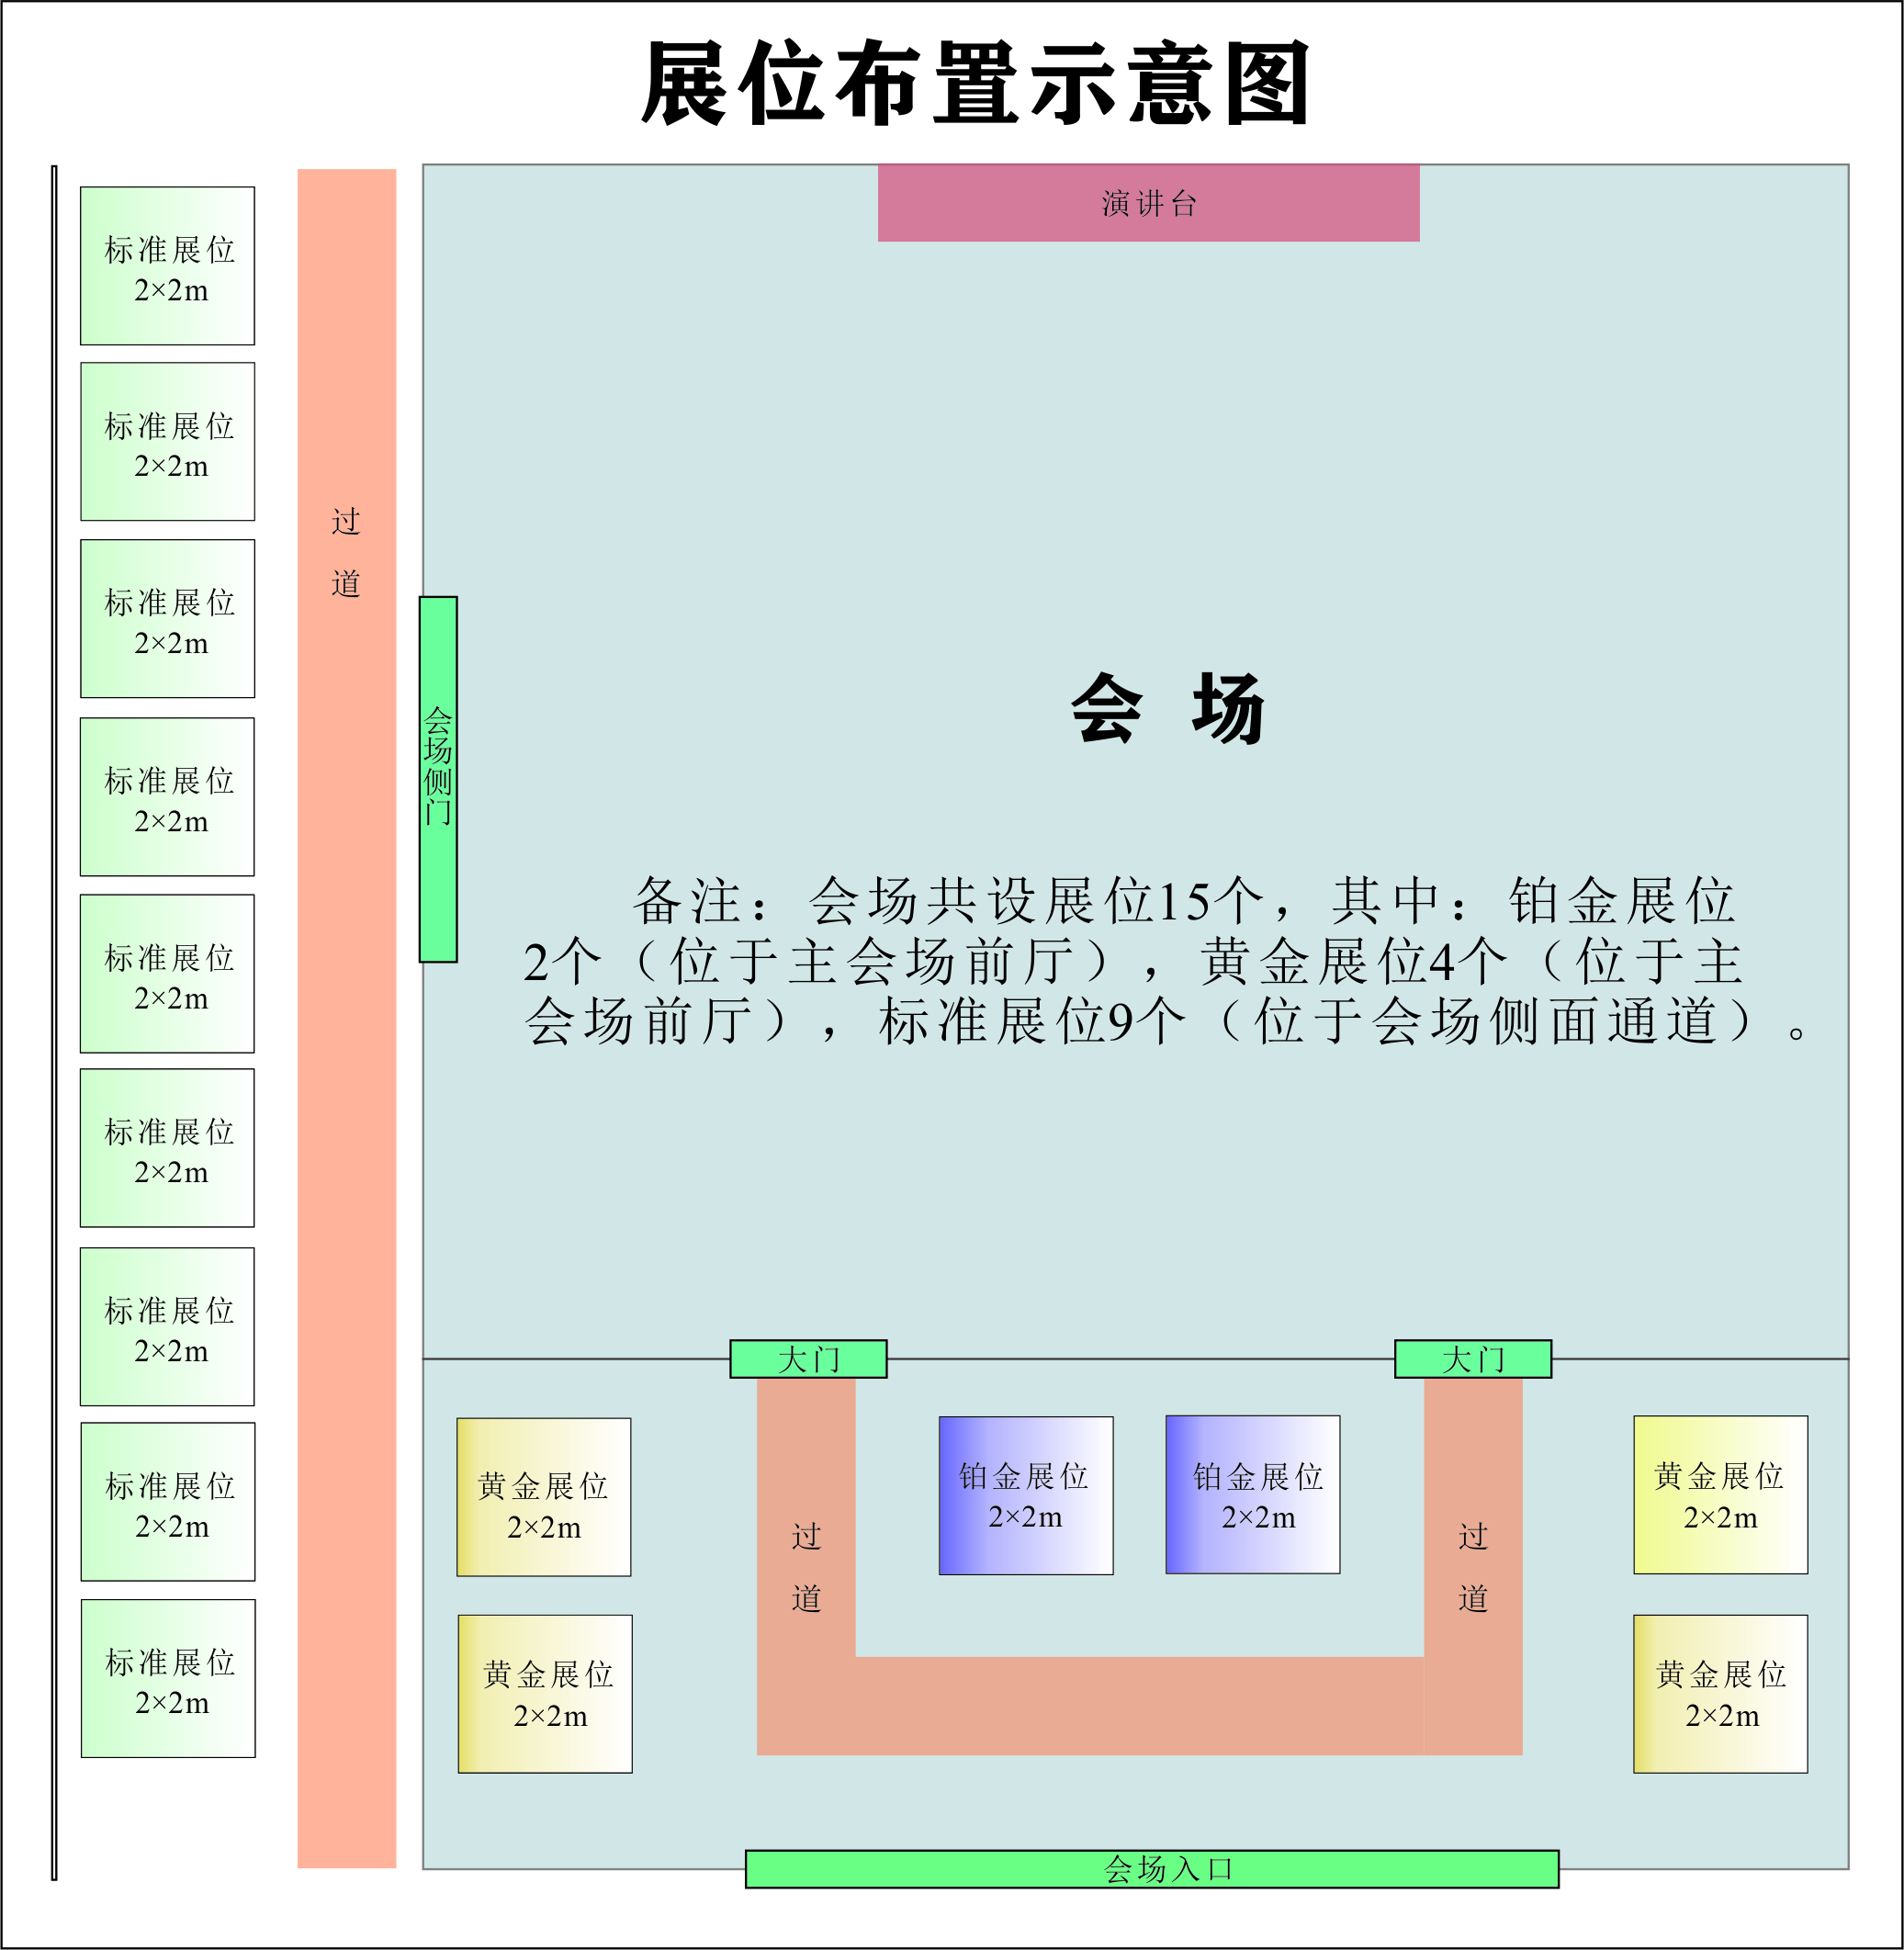 展位布置示意图
演讲台
标准展位
2×2m
标准展位
2×2m
标准展位
2×2m
标准展位
2×2m
标准展位
2×2m
标准展位
2×2m
标准展位
2×2m
标准展位
2×2m
标准展位
2×2m
过
道
会
场
侧
门
会 场
备注：会场共设展位15个，其中：铂金展位
2个（位于主会场前厅），黄金展位4个（位于主
会场前厅），标准展位9个（位于会场侧面通道）。
大门
大门
黄金展位
2×2m
黄金展位
2×2m
过
道
铂金展位
2×2m
铂金展位
2×2m
过
道
黄金展位
2×2m
黄金展位
2×2m
会场入口